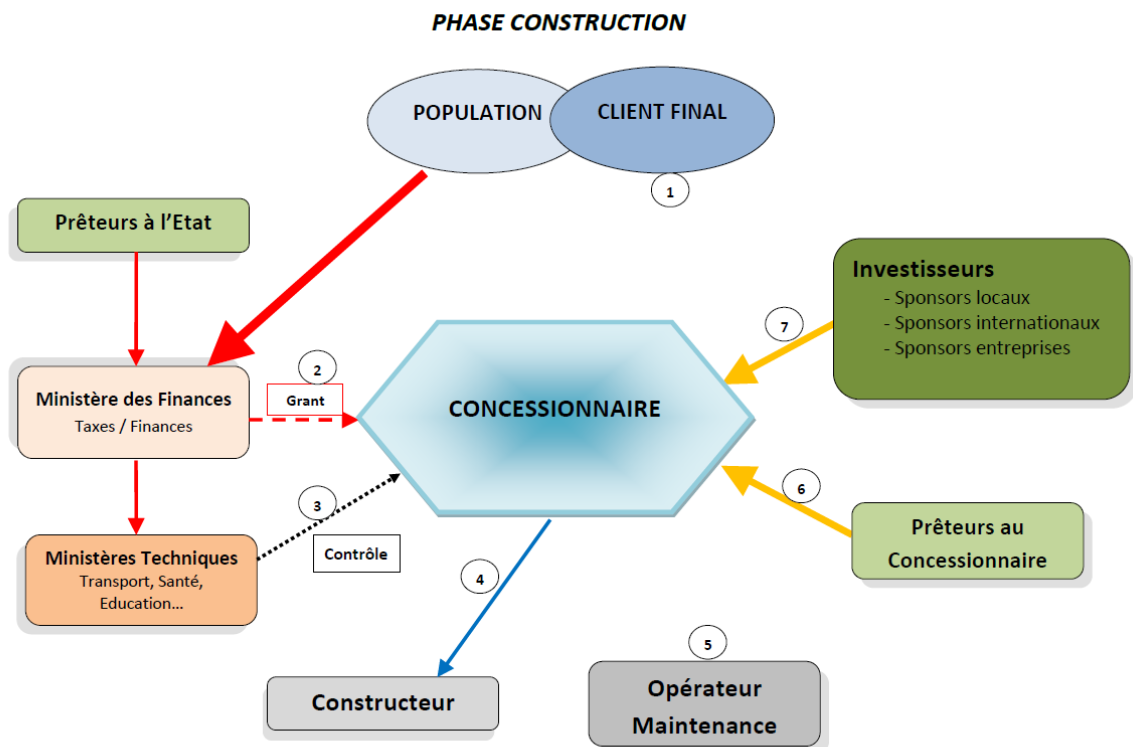 PHASE CONSTRUCTION
POPULATION
CLIENT FINAL
1
Prêteurs à l'Etat
Investisseurs
- Sponsors locaux
- Sponsors internationaux
- Sponsors entreprises
7
2
Grant
Ministère des Finances
Taxes / Finances
CONCESSIONNAIRE
6
3
Contrôle
Prêteurs au
Concessionnaire
Ministères Techniques
Transport, Santé,
Education...
4
5
Constructeur
Opérateur
Maintenance